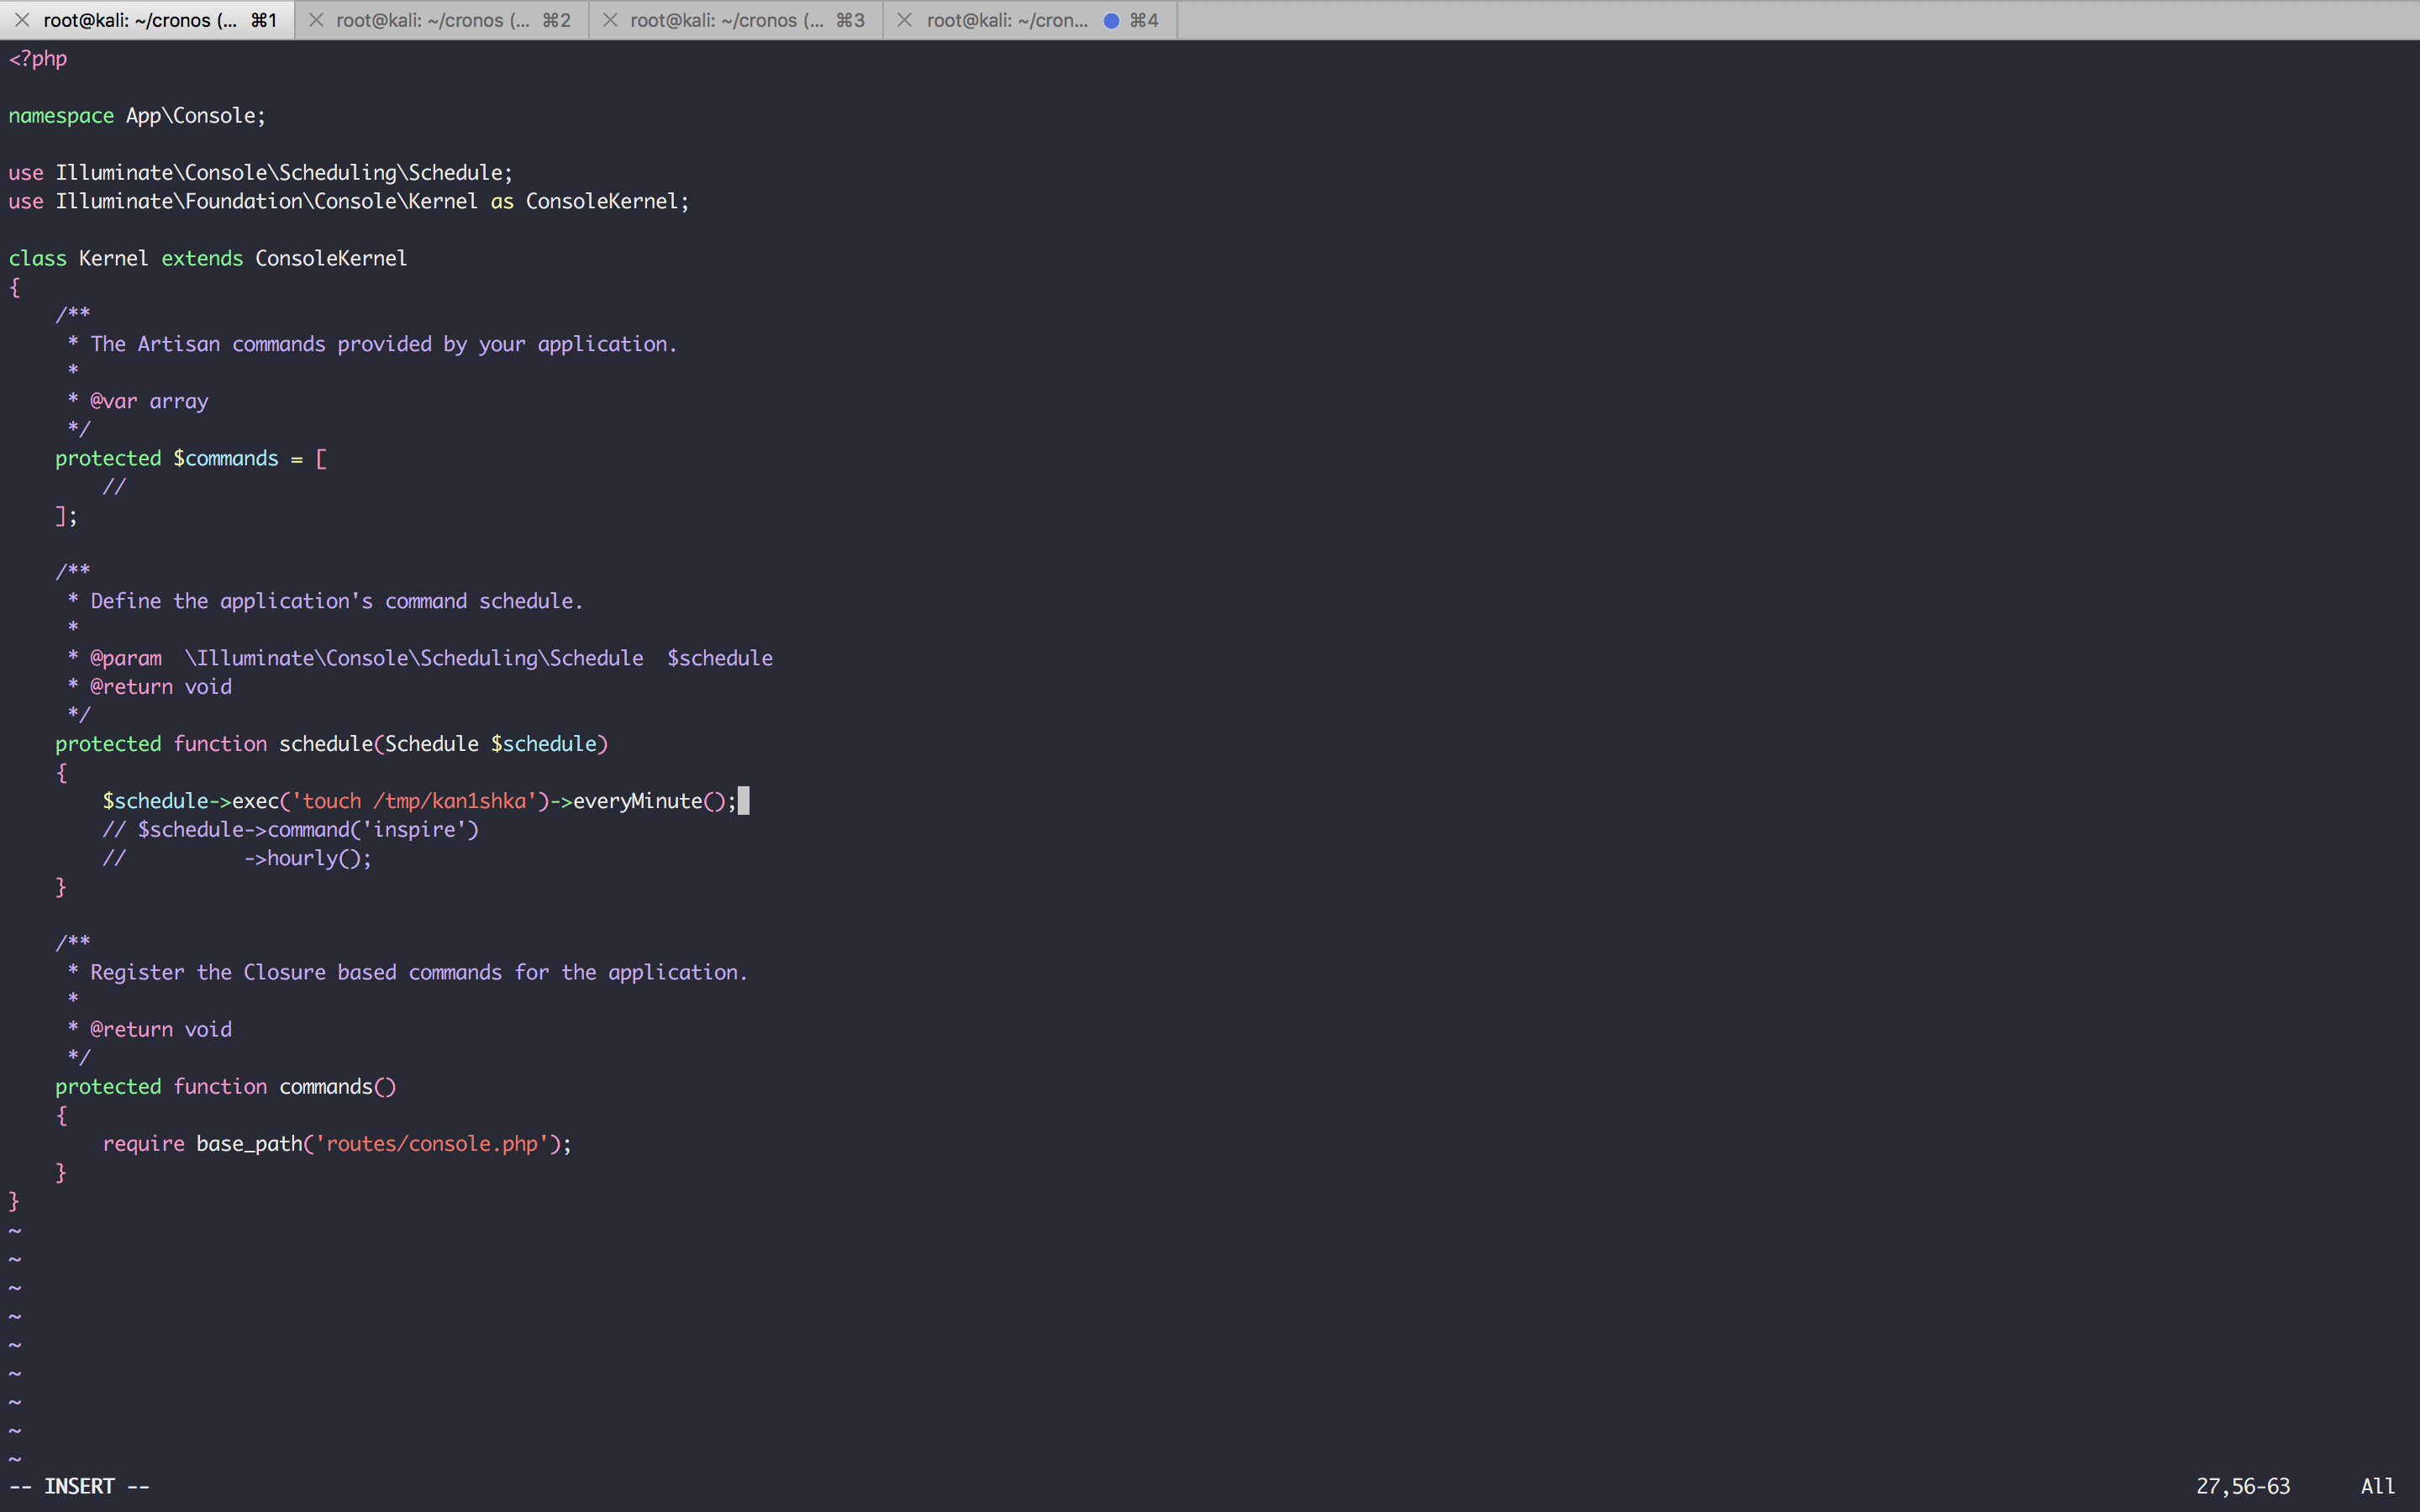 root@kali: ~/cronos (... ⌘1 root@kali: ~/cronos (... ⌘2 root@kali: ~/cronos (... ⌘3 root@kali: ~/cron... ⌘4
<?php

namespace App\Console;

use Illuminate\Console\Scheduling\Schedule;
use Illuminate\Foundation\Console\Kernel as ConsoleKernel;

class Kernel extends ConsoleKernel
{
    /**
     * The Artisan commands provided by your application.
     *
     * @var array
     */
    protected $commands = [
        //
    ];

    /**
     * Define the application's command schedule.
     *
     * @param  \Illuminate\Console\Scheduling\Schedule  $schedule
     * @return void
     */
    protected function schedule(Schedule $schedule)
    {
        $schedule->exec('touch /tmp/kan1shka')->everyMinute();
        // $schedule->command('inspire')
        //          ->hourly();
    }

    /**
     * Register the Closure based commands for the application.
     *
     * @return void
     */
    protected function commands()
    {
        require base_path('routes/console.php');
    }
}
~
~
~
~
~
~
~
~
~
-- INSERT -- 27,56-63 All